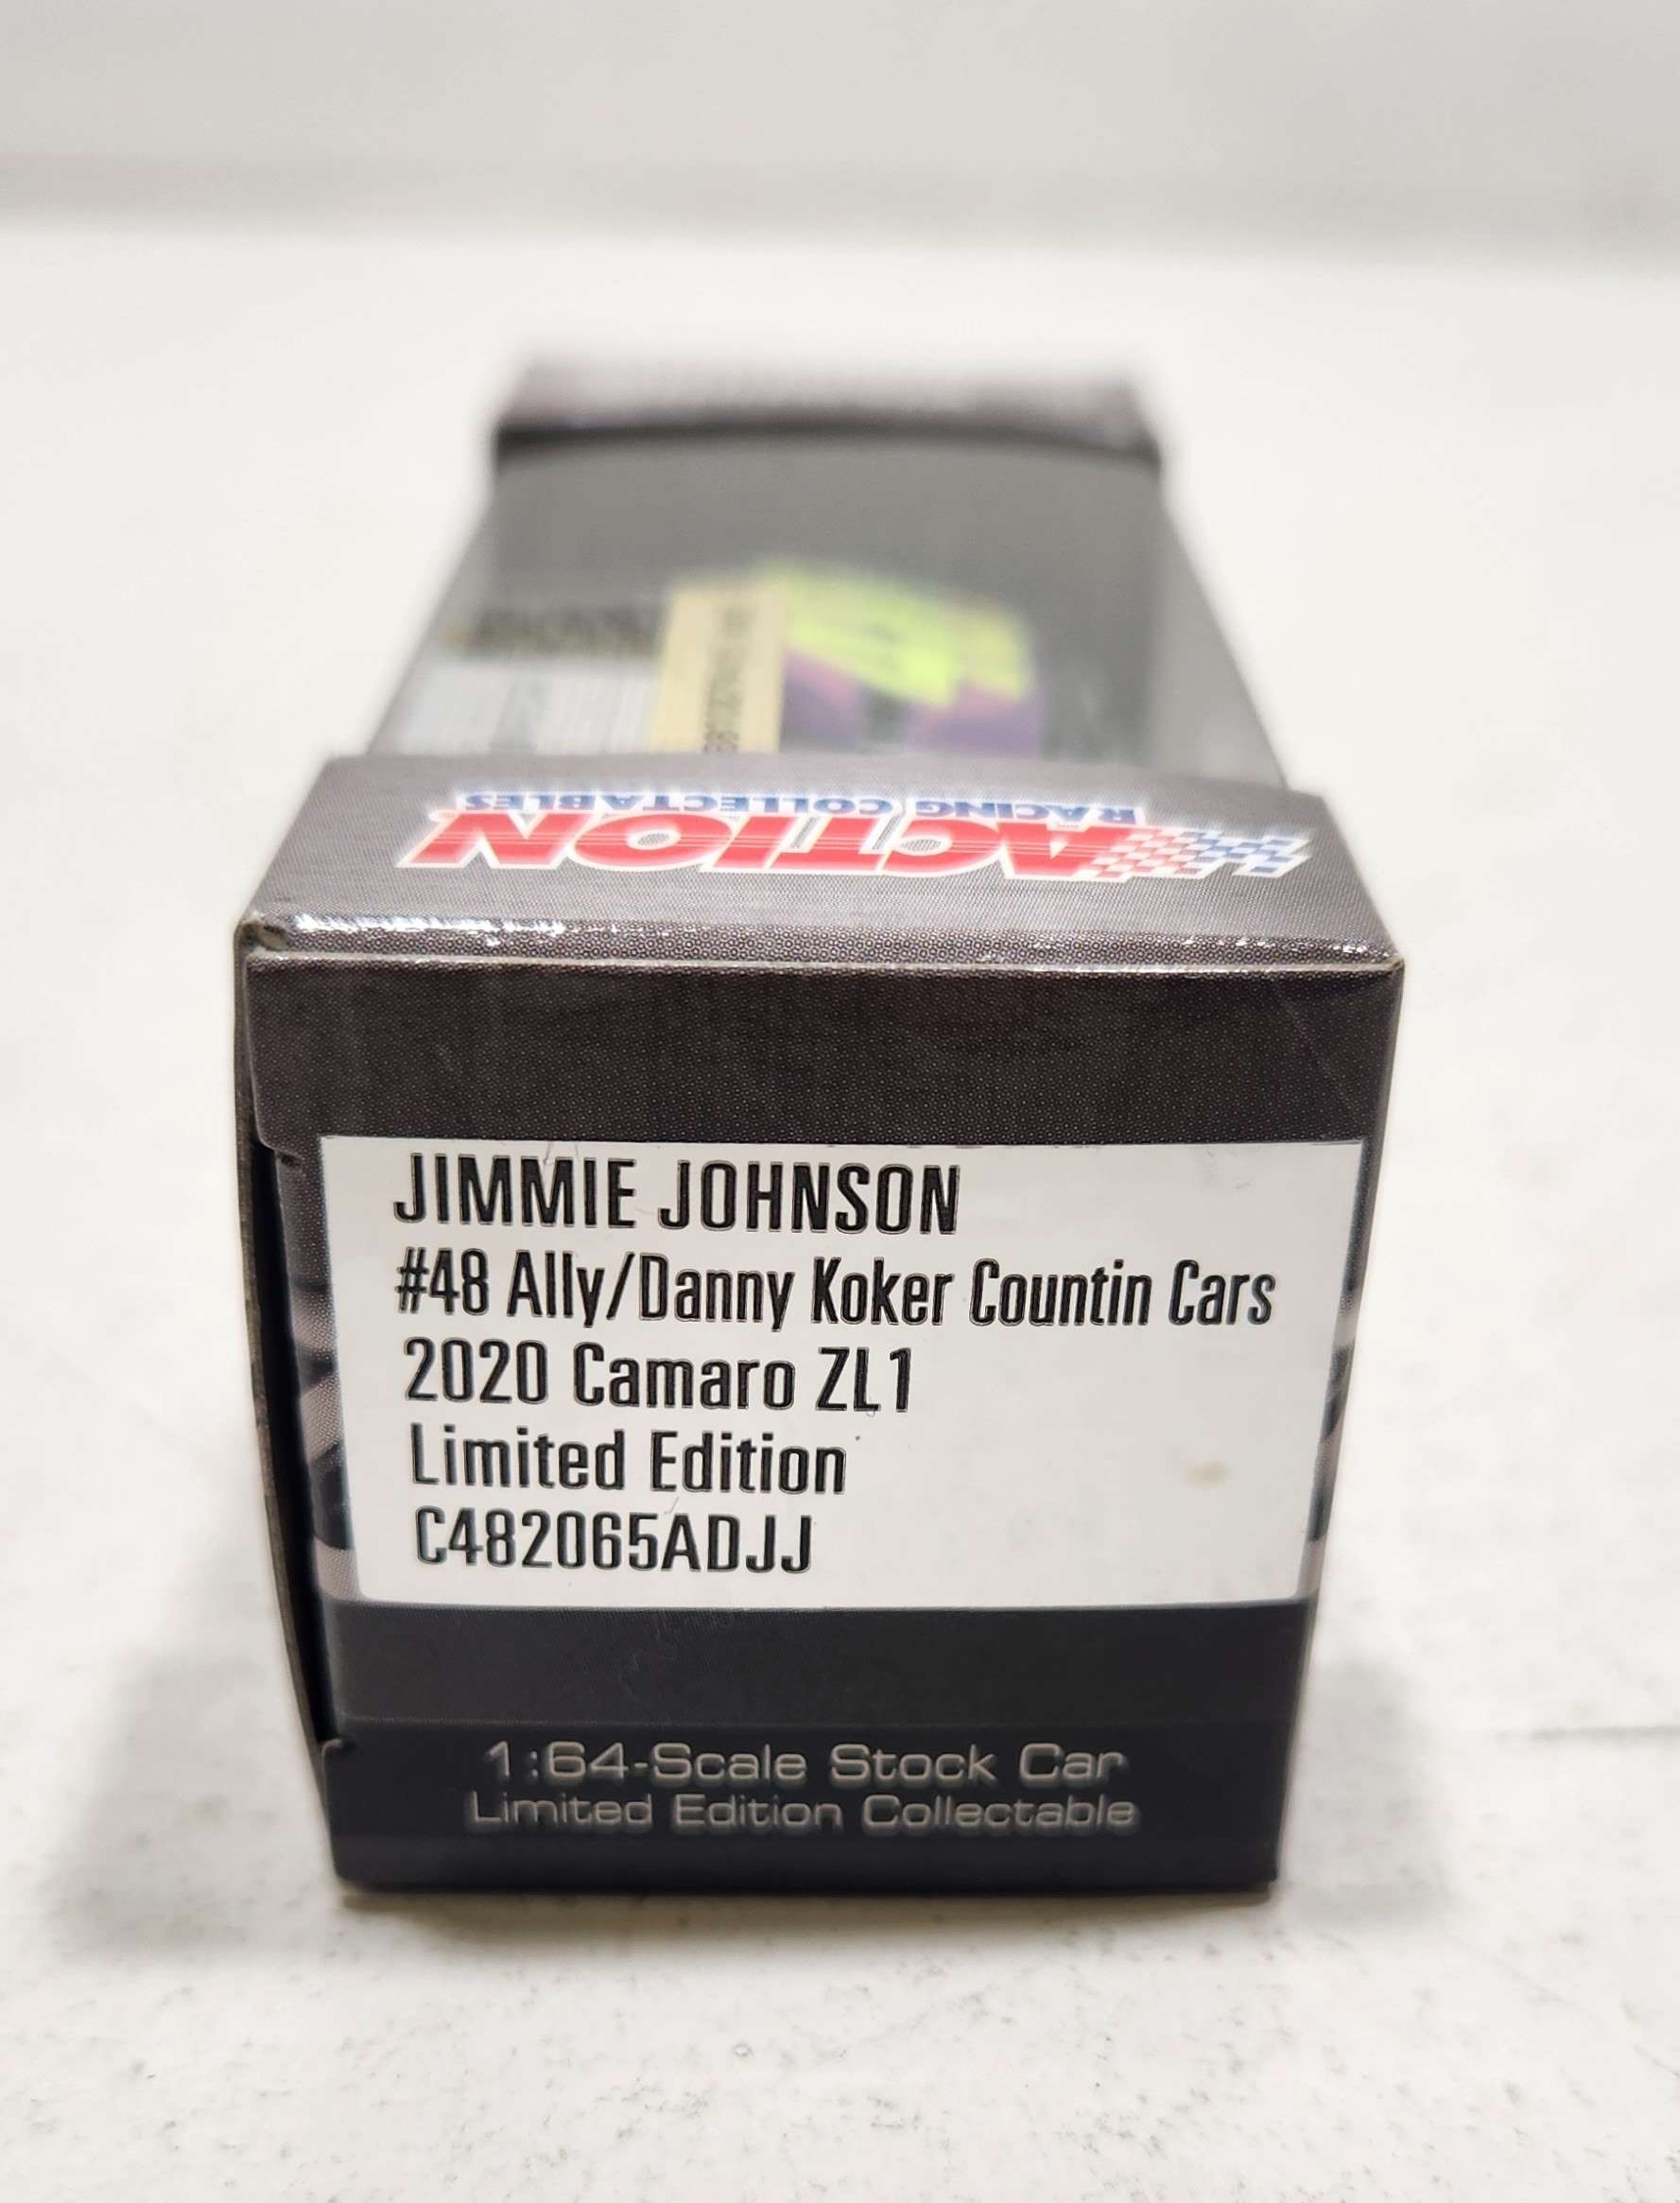 ACTION
RACING COLLECTABLES
JIMMIE JOHNSON
#48 Ally/Danny Koker Countin Cars
2020 Camaro ZL1
Limited Edition
C482065ADJJ
1:64-Scale Stock Car
Limited Edition Collectable